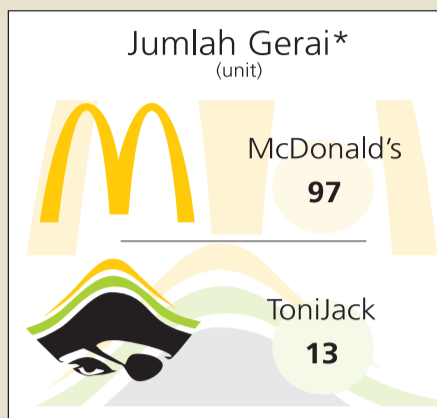 Jumlah Gerai*
(unit)
McDonald's
97
ToniJack
13